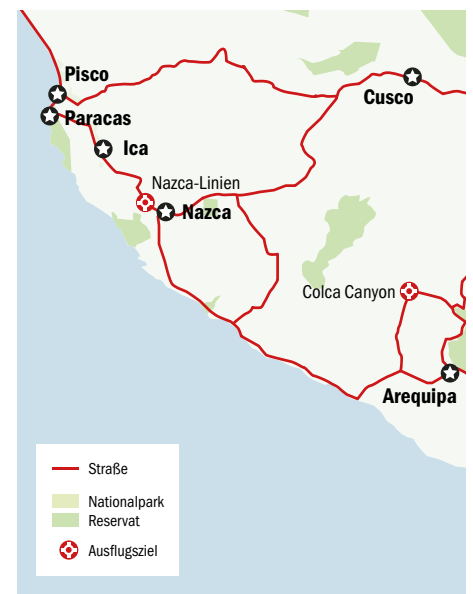 Pisco
Cusco
Paracas
Ica
Nazca-Linien
Nazca
Colca Canyon
Arequipa
Straße
Nationalpark
Reservat
Ausflugsziel